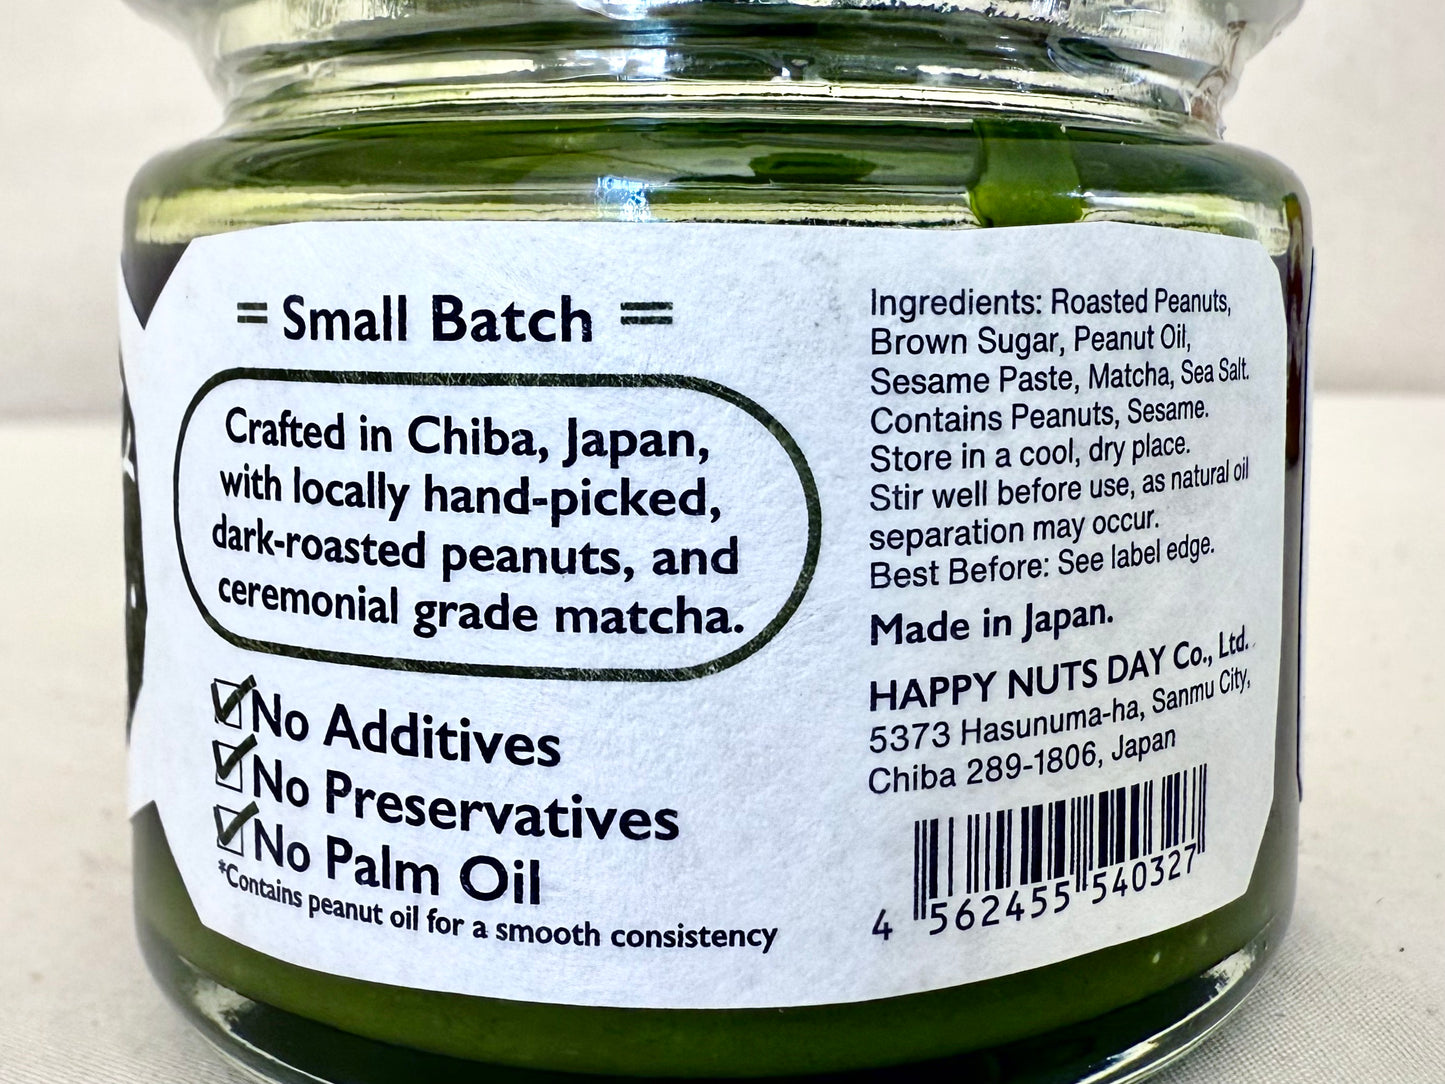 Small Batch
Crafted in Chiba, Japan,
with locally hand-picked,
dark-roasted peanuts, and
ceremonial grade matcha.
No Additives
No Preservatives
No Palm Oil
*Contains peanut oil for a smooth consistency
Ingredients: Roasted Peanuts,
Brown Sugar, Peanut Oil,
Sesame Paste, Matcha, Sea Salt.
Contains Peanuts, Sesame.
Store in a cool, dry place.
Stir well before use, as natural oil
separation may occur.
Best Before: See label edge.
Made in Japan.
HAPPY NUTS DAY Co., Ltd.
5373 Hasunuma-ha, Sanmu City,
Chiba 289-1806, Japan
4 562455 540327